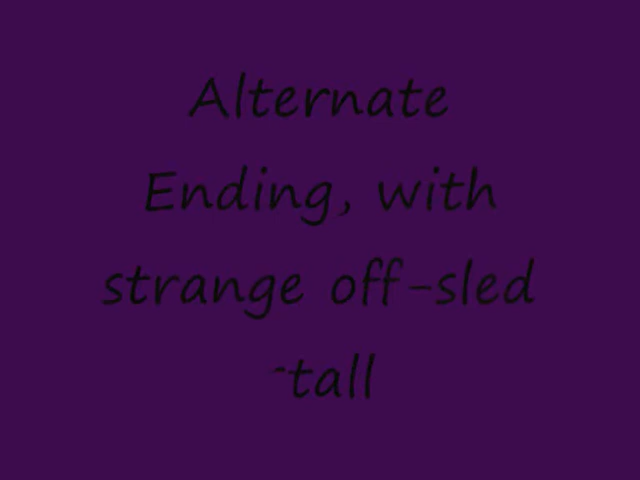 Alternate
Ending, with
strange off-sled
-tall